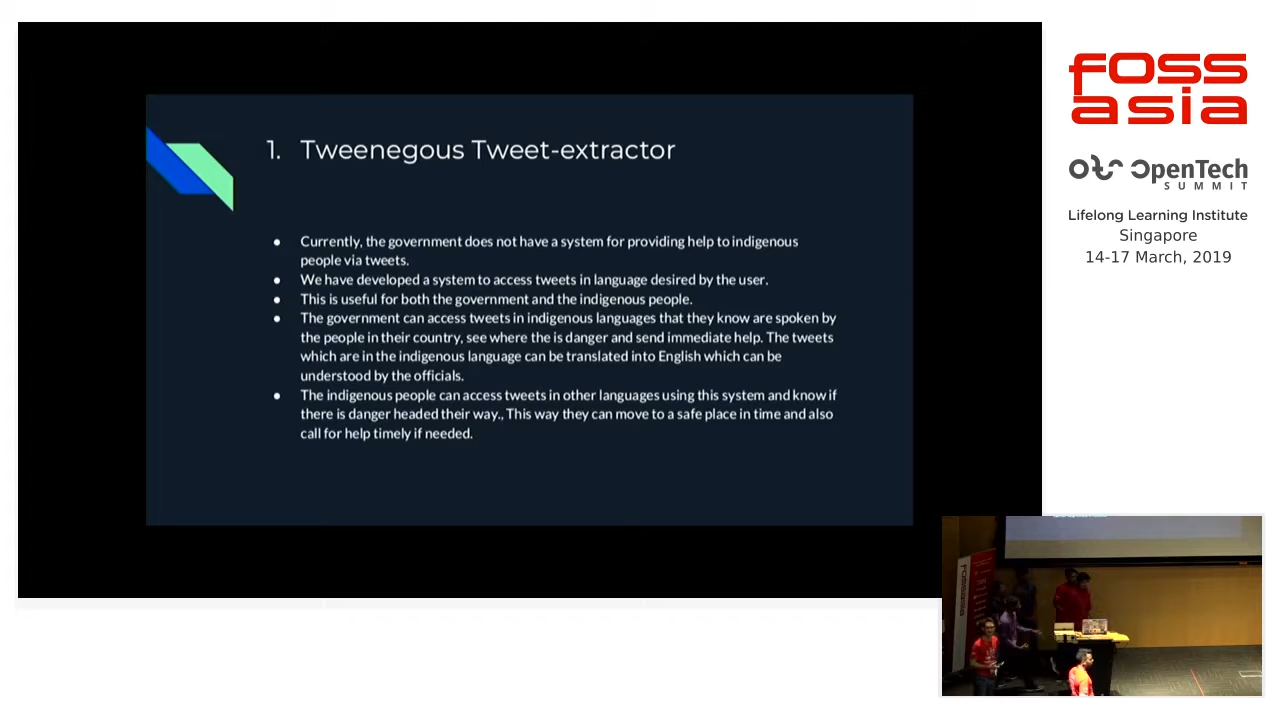 1. Tweenegous Tweet-extractor
● Currently, the government does not have a system for providing help to indigenous
people via tweets.
● We have developed a system to access tweets in language desired by the user.
● This is useful for both the government and the indigenous people.
● The government can access tweets in indigenous languages that they know are spoken by
the people in their country, see where the is danger and send immediate help. The tweets
which are in the indigenous language can be translated into English which can be
understood by the officials.
● The indigenous people can access tweets in other languages using this system and know if
there is danger headed their way., This way they can move to a safe place in time and also
call for help timely if needed.
fOSS
asia
OpenTech
SUMMIT
Lifelong Learning Institute
Singapore
14-17 March, 2019
FOSSASIA